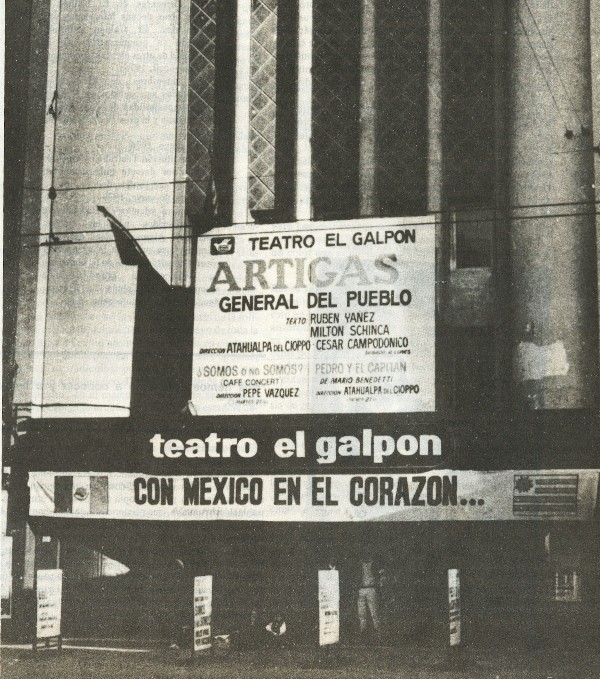 TEATRO EL GALPON
ARTIGAS
GENERAL DEL PUEBLO
TEXTO RUBEN YANEZ
MILTON SCHINCA
DIRECCION ATAHUALPA DEL CIOPPO - CESAR CAMPODONICO
¿SOMOS O NO SOMOS?
CAFE CONCERT
DIRECCION PEPE VAZQUEZ
PEDRO Y EL CAPITAN
DE MARIO BENEDETTI
DIRECCION ATAHUALPA DEL CIOPPO
teatro el galpon
CON MEXICO EN EL CORAZON...